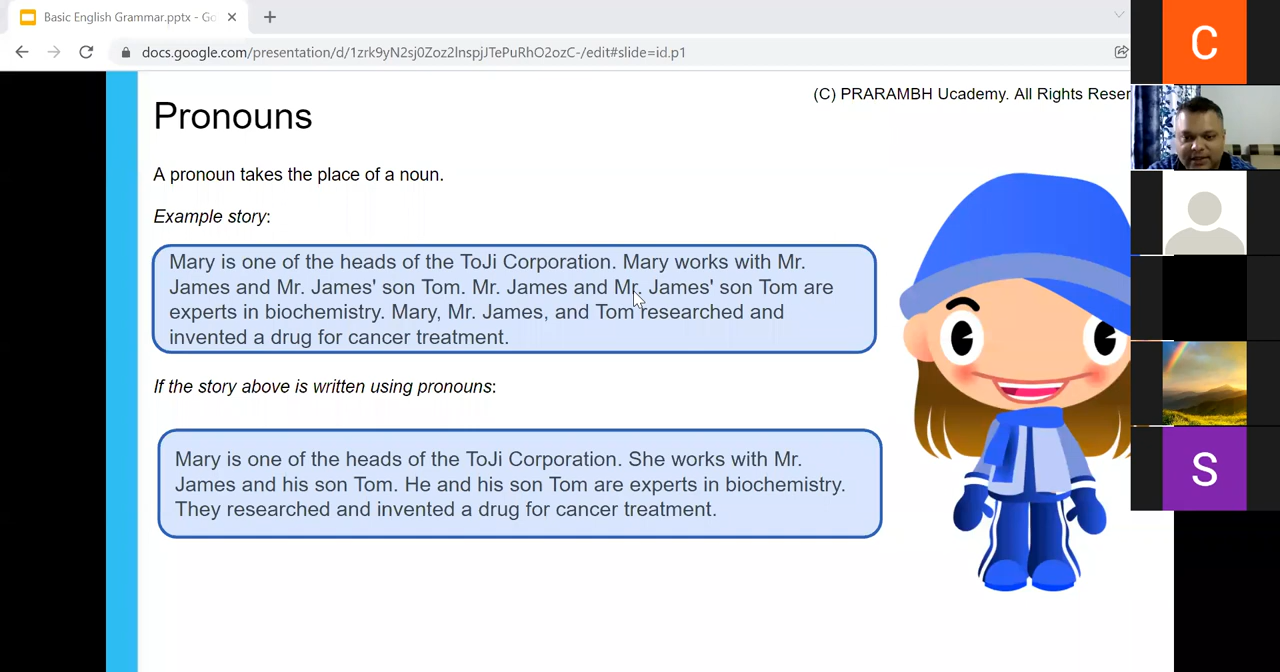 Basic English Grammar.pptx - Go
docs.google.com/presentation/d/1zrk9yN2sj0Zoz2lnspjJTePuRhO2ozC-/edit#slide=id.p1
C
(C) PRARAMBH Ucademy. All Rights Reser
Pronouns
A pronoun takes the place of a noun.
Example story:
Mary is one of the heads of the ToJi Corporation. Mary works with Mr.
James and Mr. James' son Tom. Mr. James and Mr. James' son Tom are
experts in biochemistry. Mary, Mr. James, and Tom researched and
invented a drug for cancer treatment.
If the story above is written using pronouns:
Mary is one of the heads of the ToJi Corporation. She works with Mr.
James and his son Tom. He and his son Tom are experts in biochemistry.
They researched and invented a drug for cancer treatment.
S